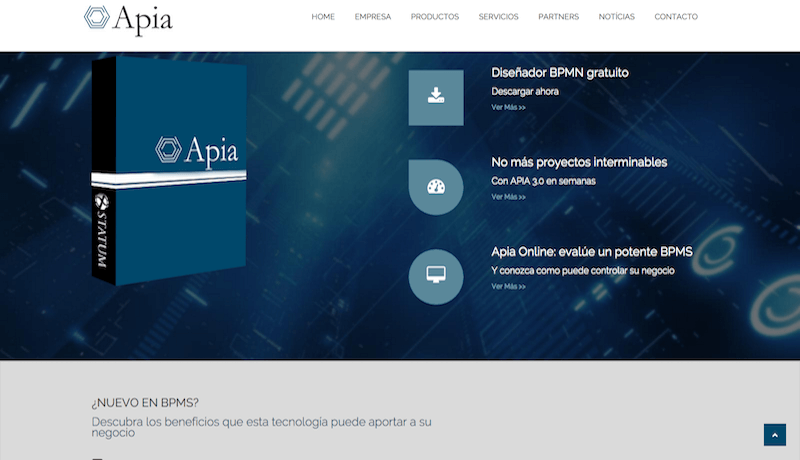 Apia
HOME EMPRESA PRODUCTOS SERVICIOS PARTNERS NOTÍCIAS CONTACTO
Apia
STATUM
Diseñador BPMN gratuito
Descargar ahora
Ver Más >>
No más proyectos interminables
Con APIA 3.0 en semanas
Ver Más >>
Apia Online: evalúe un potente BPMS
Y conozca como puede controlar su negocio
Ver Más >>
¿NUEVO EN BPMS?
Descubra los beneficios que esta tecnología puede aportar a su
negocio